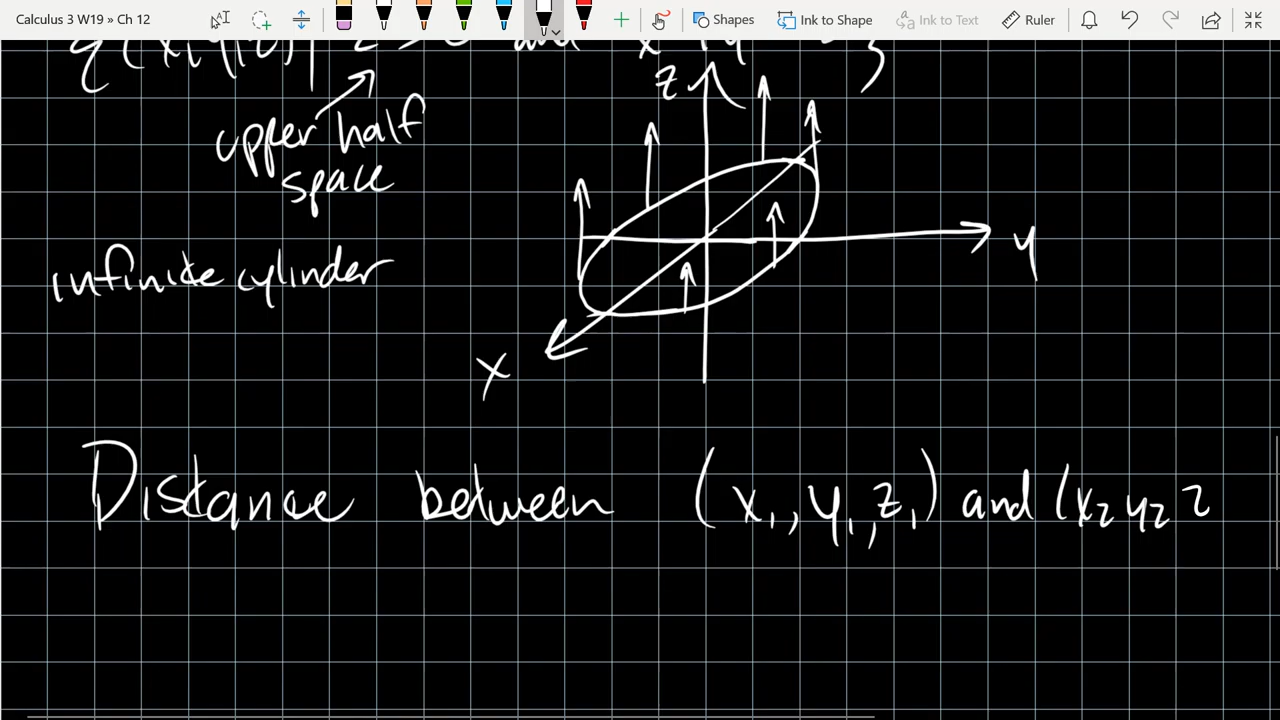 Calculus 3 W19 » Ch 12
Shapes
Ink to Shape
Ink to Text
Ruler
and
z
upper half
space
infinite cylinder
y
x
Distance between (x₁, y₁, z₁) and (x₂ y₂ z